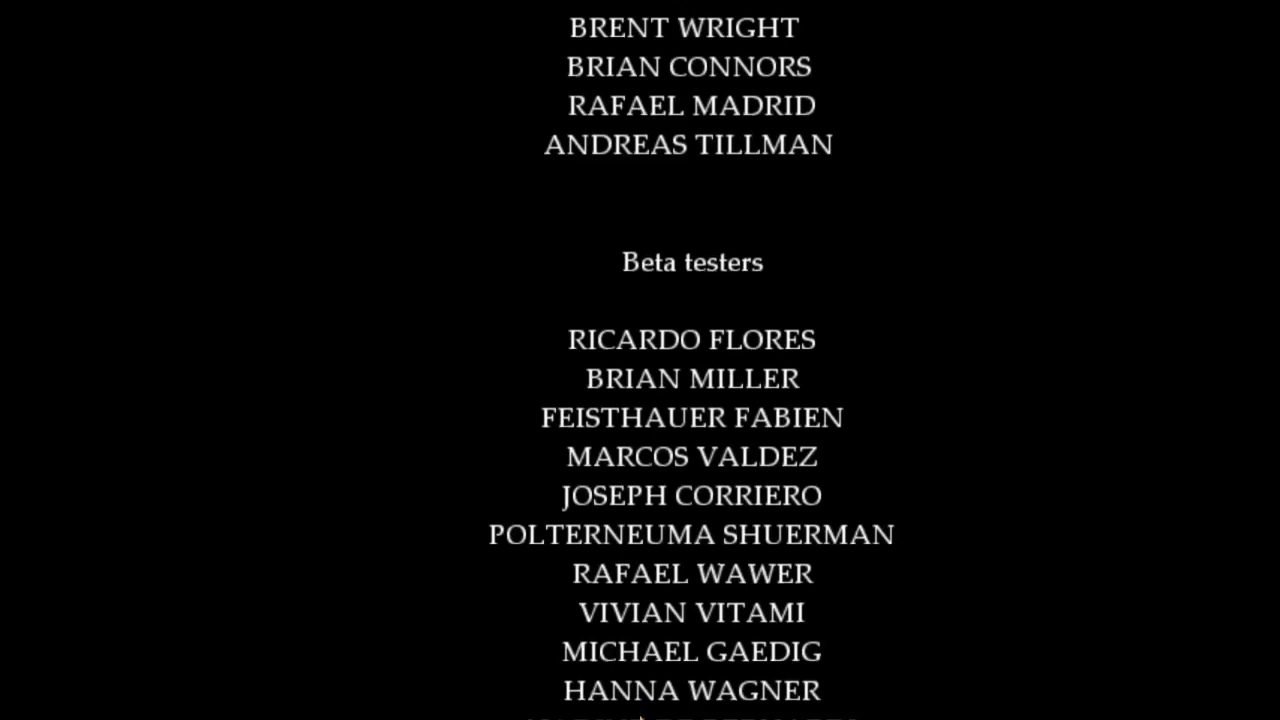 BRENT WRIGHT
BRIAN CONNORS
RAFAEL MADRID
ANDREAS TILLMAN
Beta testers
RICARDO FLORES
BRIAN MILLER
FEISTHAUER FABIEN
MARCOS VALDEZ
JOSEPH CORRIERO
POLTERNEUMA SHUERMAN
RAFAEL WAWER
VIVIAN VITAMI
MICHAEL GAEDIG
HANNA WAGNER